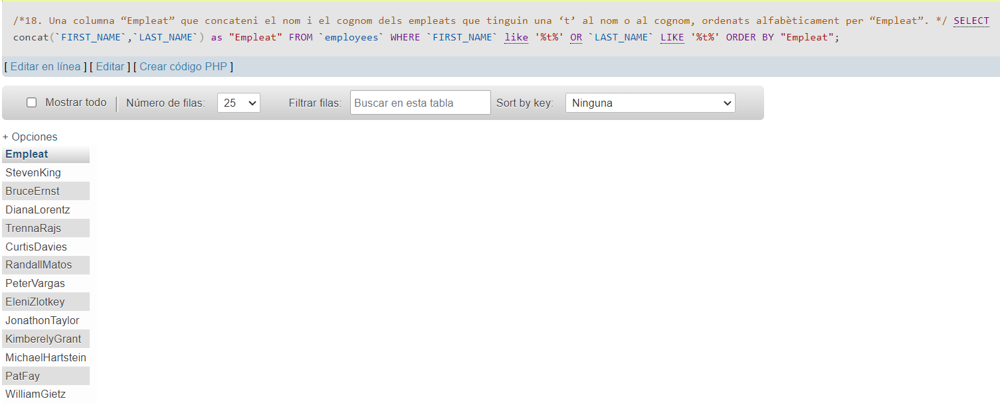 /*18. Una columna “Empleat” que concateni el nom i el cognom dels empleats que tinguin una ‘t’ al nom o al cognom, ordenats alfabèticament per “Empleat”. */ SELECT
concat(`FIRST_NAME`,`LAST_NAME`) as "Empleat" FROM `employees` WHERE `FIRST_NAME` like '%t%' OR `LAST_NAME` LIKE '%t%' ORDER BY "Empleat";
[ Editar en línea ] [ Editar ] [ Crear código PHP ]
Mostrar todo | Número de filas: 25 Filtrar filas: Buscar en esta tabla Sort by key: Ninguna
+ Opciones
Empleat
StevenKing
BruceErnst
DianaLorentz
TrennaRajs
CurtisDavies
RandallMatos
PeterVargas
EleniZlotkey
JonathonTaylor
KimberelyGrant
MichaelHartstein
PatFay
WilliamGietz